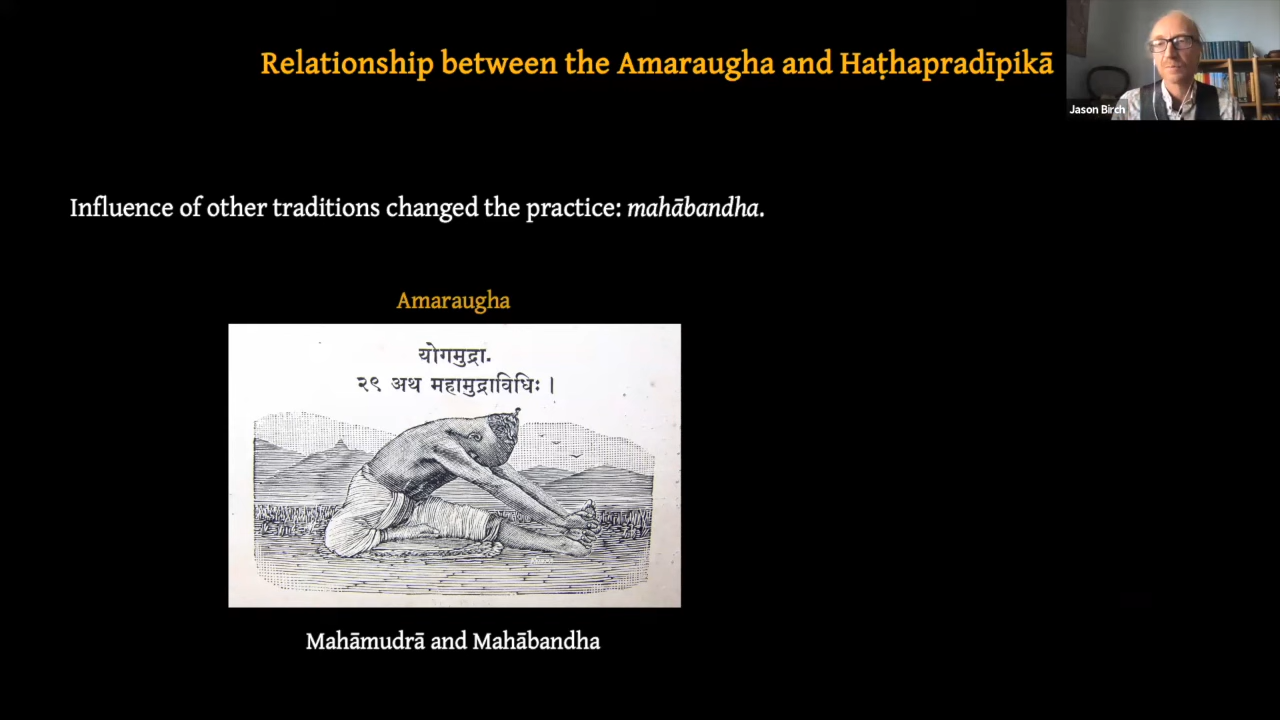 Relationship between the Amaraugha and Haṭhapradīpikā
Jason Birch
Influence of other traditions changed the practice: mahābandha.
Amaraugha
योगमुद्रा.
२९ अथ महामुद्राविधिः।
Mahāmudrā and Mahābandha